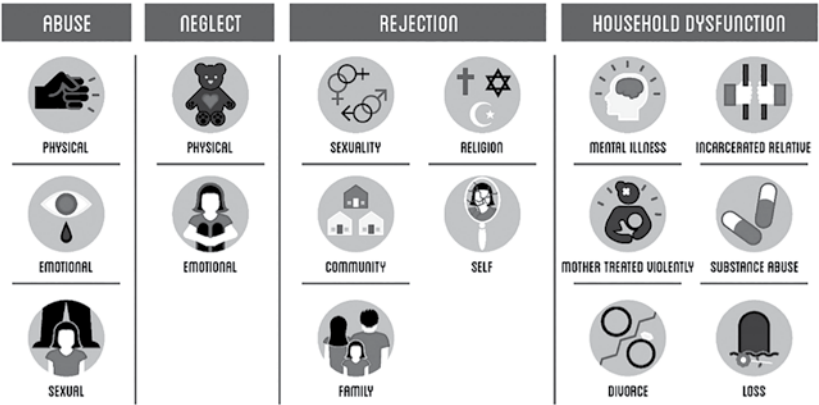 ABUSE
NEGLECT
REJECTION
HOUSEHOLD DYSFUNCTION
PHYSICAL
PHYSICAL
SEXUALITY
RELIGION
MENTAL ILLNESS
INCARCERATED RELATIVE
EMOTIONAL
EMOTIONAL
COMMUNITY
SELF
MOTHER TREATED VIOLENTLY
SUBSTANCE ABUSE
SEXUAL
FAMILY
DIVORCE
LOSS